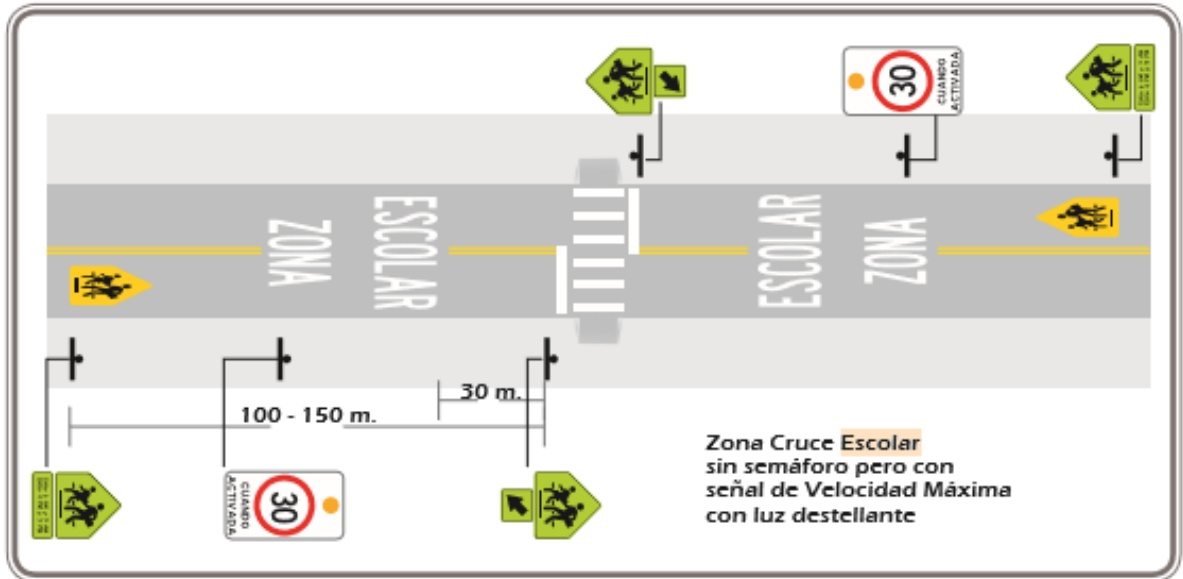 30
CUANDO
ACTIVADA
ZONA
ESCOLAR
ESCOLAR
ZONA
30 m.
100 - 150 m.
CUANDO
ACTIVADA
30
Zona Cruce Escolar
sin semáforo pero con
señal de Velocidad Máxima
con luz destellante